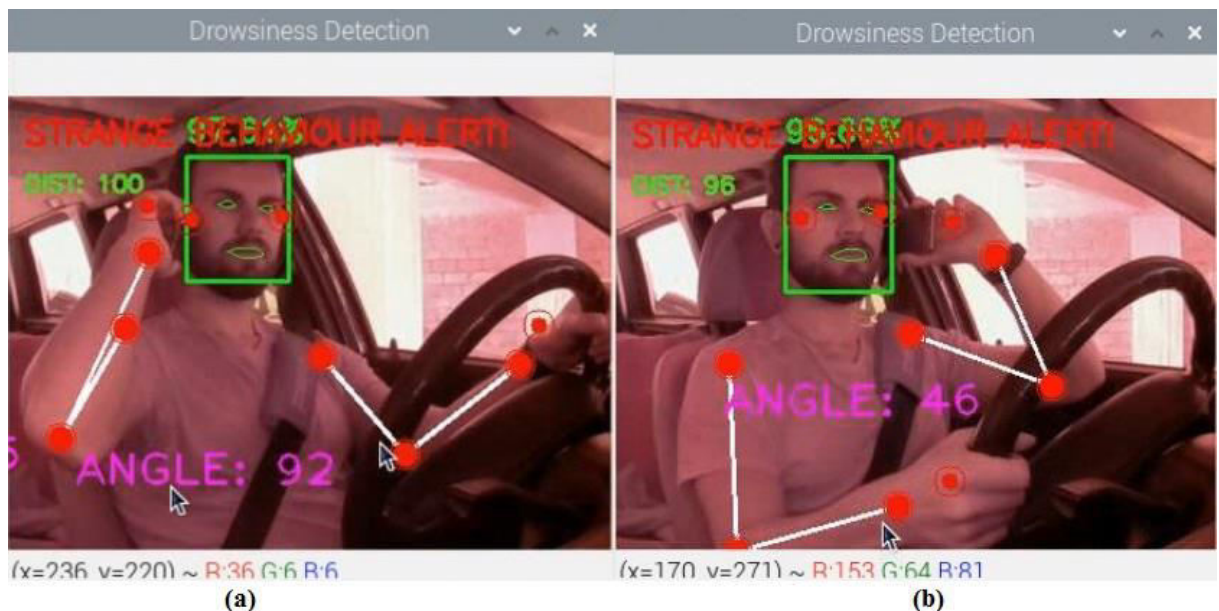 Drowsiness Detection
STRANGE BEHAVIOUR ALERT!
DIST: 100
ANGLE: 92
(x=236, y=220) ~ R:36 G:6 B:6
(a)
Drowsiness Detection
STRANGE BEHAVIOUR ALERT!
DIST: 96
ANGLE: 46
(x=170, y=271) ~ R:153 G:64 B:81
(b)